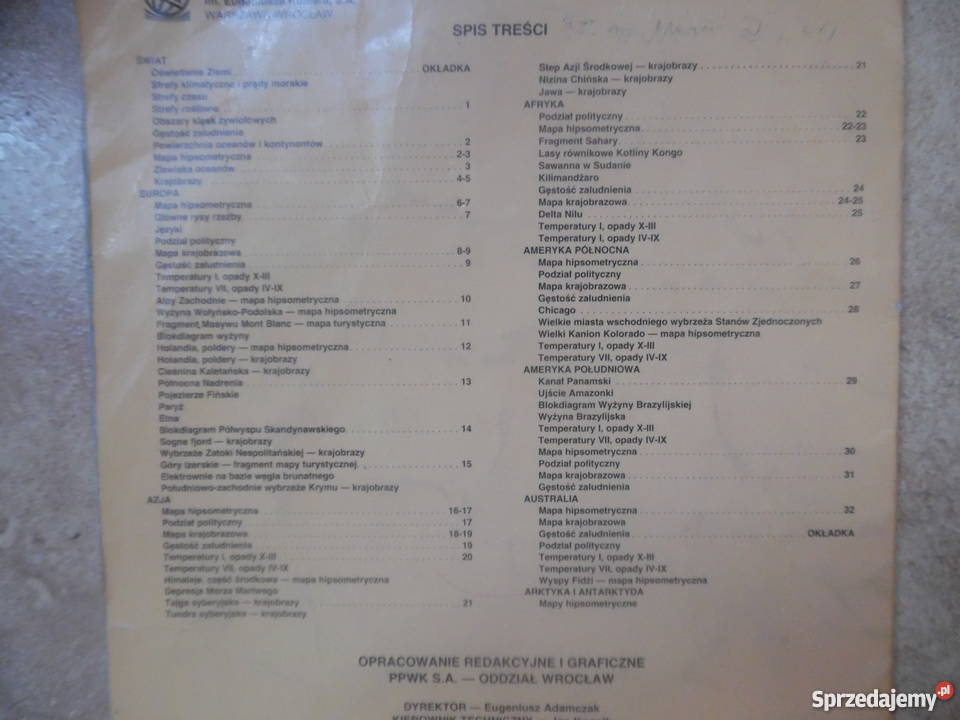 im. Eugeniusza Romera, S.A.
WARSZAWA-WROCŁAW
SPIS TREŚCI
ŚWIAT
Oświetlenie Ziemi OKŁADKA
Strefy klimatyczne i prądy morskie
Strefy czasu
Strefy roślinne 1
Obszary klęsk żywiołowych
Gęstość zaludnienia
Powierzchnia oceanów i kontynentów 2
Mapa hipsometryczna 2-3
Zlewiska oceanów 3
Krajobrazy 4-5
EUROPA
Mapa hipsometryczna 6-7
Główne rysy rzeźby 7
Języki
Podział polityczny
Mapa krajobrazowa 8-9
Gęstość zaludnienia 9
Temperatury I, opady X-III
Temperatury VII, opady IV-IX
Alpy Zachodnie — mapa hipsometryczna 10
Wyżyna Wołyńsko-Podolska — mapa hipsometryczna
Fragment Masywu Mont Blanc — mapa turystyczna 11
Blokdiagram wyżyny
Holandia, poldery — mapa hipsometryczna 12
Holandia, poldery — krajobrazy
Cieśnina Kaletańska — krajobrazy
Północna Nadrenia 13
Pojezierze Fińskie
Paryż
Etna
Blokdiagram Półwyspu Skandynawskiego 14
Sogne fjord — krajobrazy
Wybrzeże Zatoki Neapolitańskiej — krajobrazy
Góry Izerskie — fragment mapy turystycznej 15
Elektrownie na bazie węgla brunatnego
Południowo-zachodnie wybrzeże Krymu — krajobrazy
AZJA
Mapa hipsometryczna 16-17
Podział polityczny 17
Mapa krajobrazowa 18-19
Gęstość zaludnienia 19
Temperatury I, opady X-III 20
Temperatury VII, opady IV-IX
Himalaje, część środkowa — mapa hipsometryczna
Depresja Morza Martwego
Tajga syberyjska — krajobrazy 21
Tundra syberyjska — krajobrazy
Step Azji Środkowej — krajobrazy 21
Nizina Chińska — krajobrazy
Jawa — krajobrazy
AFRYKA
Podział polityczny 22
Mapa hipsometryczna 22-23
Fragment Sahary 23
Lasy równikowe Kotliny Kongo
Sawanna w Sudanie
Kilimandżaro
Gęstość zaludnienia 24
Mapa krajobrazowa 24-25
Delta Nilu 25
Temperatury I, opady X-III
Temperatury I, opady IV-IX
AMERYKA PÓŁNOCNA
Mapa hipsometryczna 26
Podział polityczny
Mapa krajobrazowa 27
Gęstość zaludnienia
Chicago 28
Wielkie miasta wschodniego wybrzeża Stanów Zjednoczonych
Wielki Kanion Kolorado — mapa hipsometryczna
Temperatury I, opady X-III
Temperatury VII, opady IV-IX
AMERYKA POŁUDNIOWA
Kanał Panamski 29
Ujście Amazonki
Blokdiagram Wyżyny Brazylijskiej
Wyżyna Brazylijska
Temperatury I, opady X-III
Temperatury VII, opady IV-IX
Mapa hipsometryczna 30
Podział polityczny
Mapa krajobrazowa 31
Gęstość zaludnienia
AUSTRALIA
Mapa hipsometryczna 32
Mapa krajobrazowa
Gęstość zaludnienia OKŁADKA
Podział polityczny
Temperatury I, opady X-III
Temperatury VII, opady IV-IX
Wyspy Fidżi — mapa hipsometryczna
ARKTYKA I ANTARKTYDA
Mapy hipsometryczne
OPRACOWANIE REDAKCYJNE I GRAFICZNE
PPWK S.A. — ODDZIAŁ WROCŁAW
DYREKTOR — Eugeniusz Adamczak
KIEROWNIK TECHNICZNY
Sprzedajemy.pl